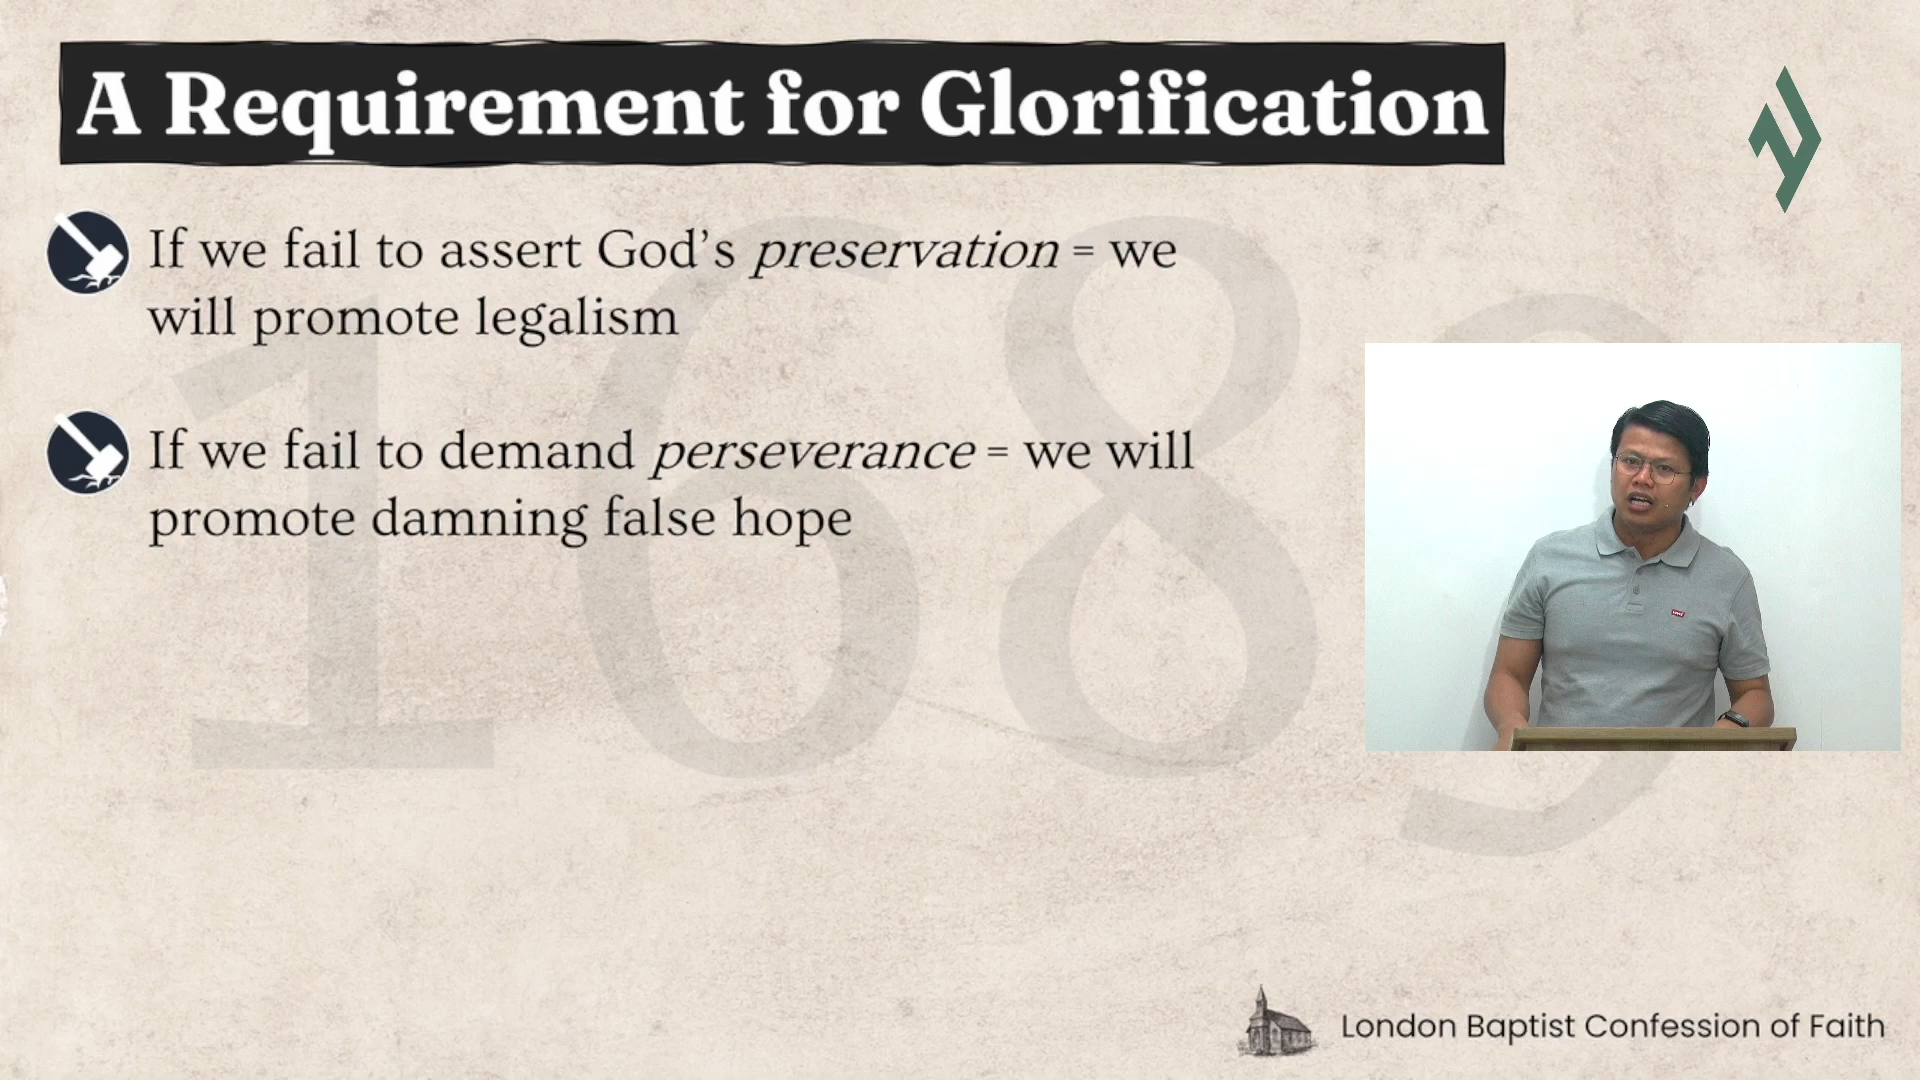 A Requirement for Glorification
If we fail to assert God’s preservation = we
will promote legalism
If we fail to demand perseverance = we will
promote damning false hope
1689
London Baptist Confession of Faith